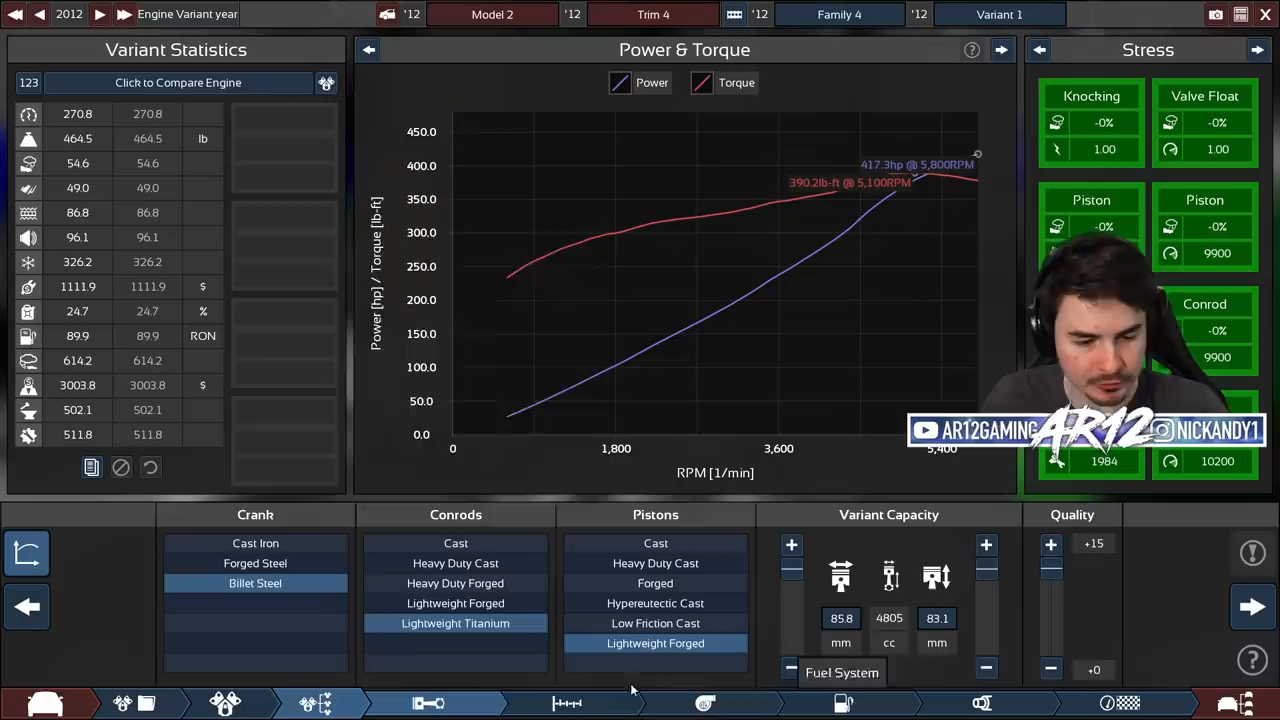 2012 Engine Variant year '12 Model 2 '12 Trim 4 '12 Family 4 '12 Variant 1
Variant Statistics
123 Click to Compare Engine
270.8 270.8
464.5 464.5 lb
54.6 54.6
49.0 49.0
86.8 86.8
96.1 96.1
326.2 326.2
1111.9 1111.9 $
24.7 24.7 %
89.9 89.9 RON
614.2 614.2
3003.8 3003.8 $
502.1 502.1
511.8 511.8
Power & Torque
Power Torque
Power [hp] / Torque [lb-ft]
450.0
400.0
350.0
300.0
250.0
200.0
150.0
100.0
50.0
0.0
417.3hp @ 5,800RPM
390.2lb-ft @ 5,100RPM
0 1,800 3,600 5,400
RPM [1/min]
Stress
Knocking Valve Float
-0% -0%
1.00 1.00
Piston Piston
-0% -0%
9900
Conrod
-0%
9900
1984 10200
AR12GAMING AR12 NICKANDY1
Crank
Cast Iron
Forged Steel
Billet Steel
Conrods
Cast
Heavy Duty Cast
Heavy Duty Forged
Lightweight Forged
Lightweight Titanium
Pistons
Cast
Heavy Duty Cast
Forged
Hypereutectic Cast
Low Friction Cast
Lightweight Forged
Variant Capacity
85.8 4805 83.1
mm cc mm
Fuel System
Quality
+15
+0